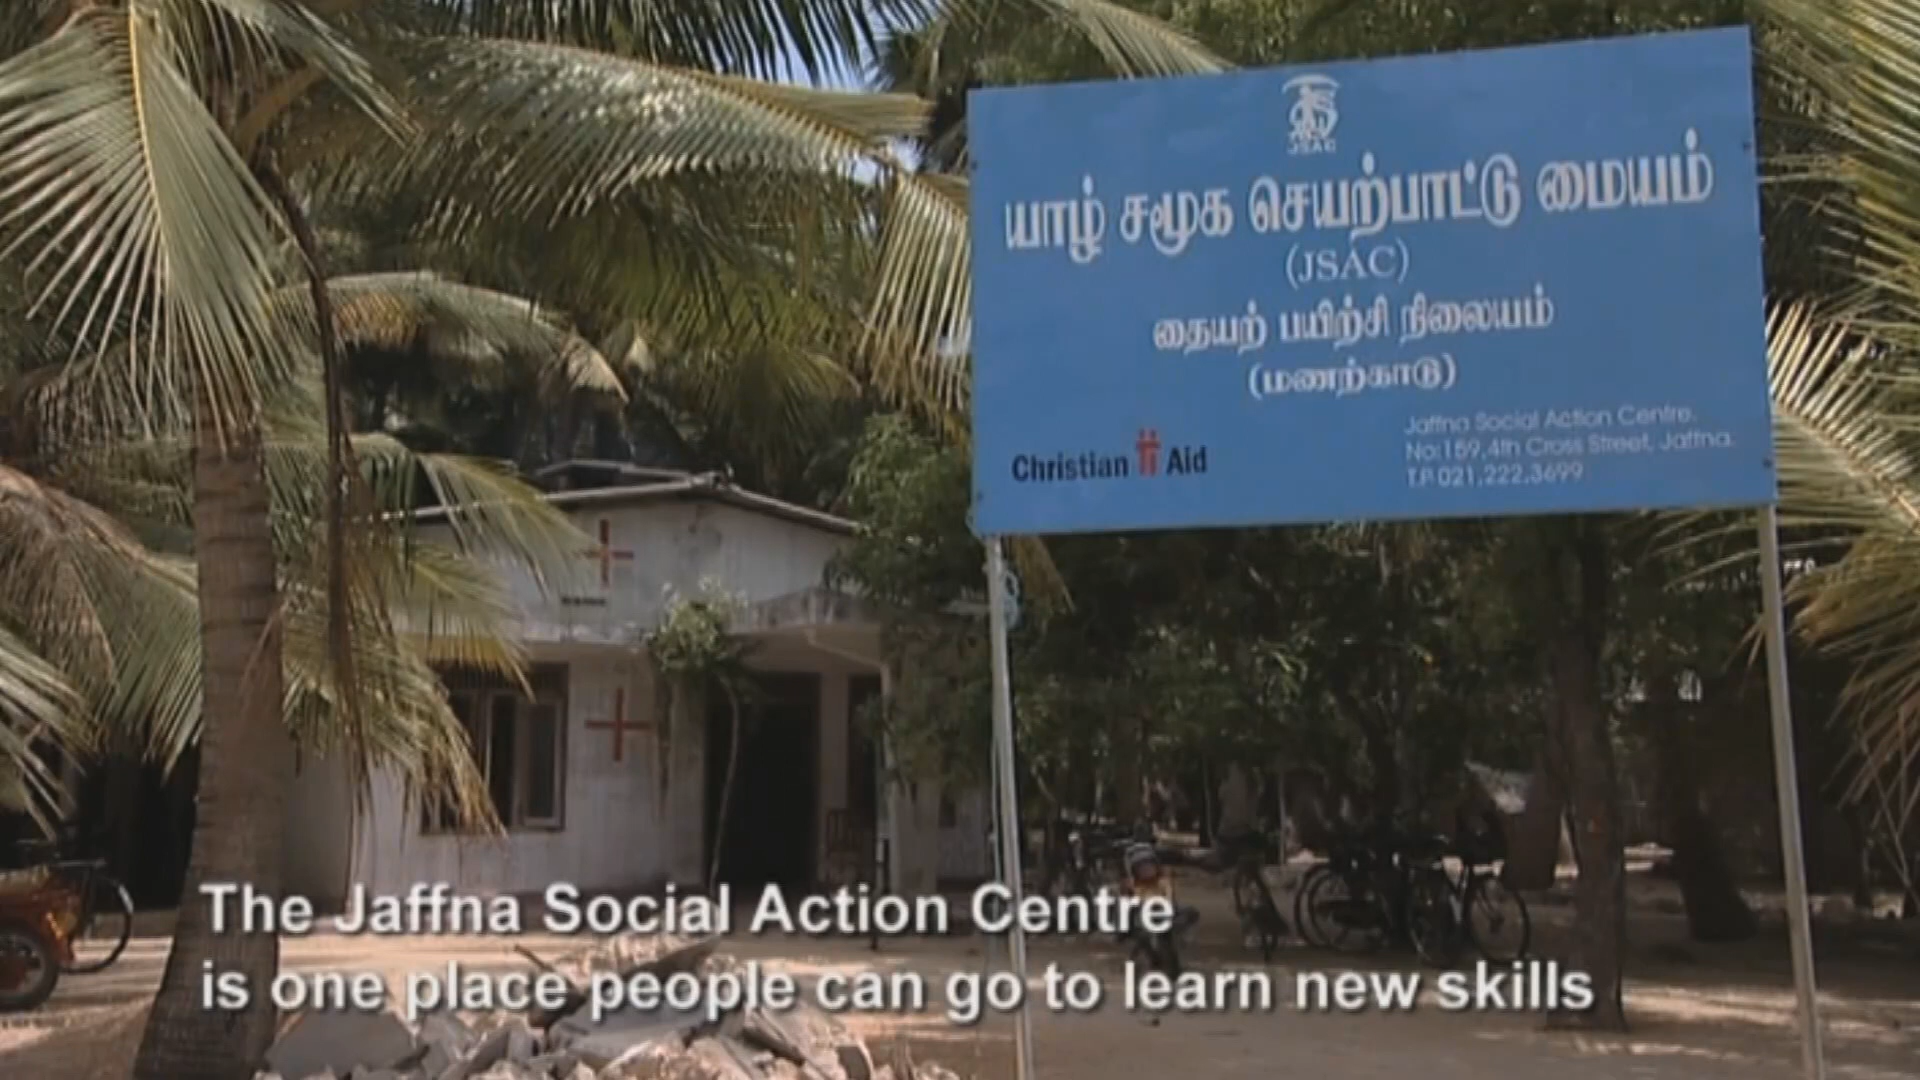 JSAC
யாழ் சமூக செயற்பாட்டு மையம்
(JSAC)
தையற் பயிற்சி நிலையம்
(மணற்காடு)
Christian Aid
Jaffna Social Action Centre.
No:159,4th Cross Street, Jaffna.
T.P. 021.222.3699
The Jaffna Social Action Centre
is one place people can go to learn new skills